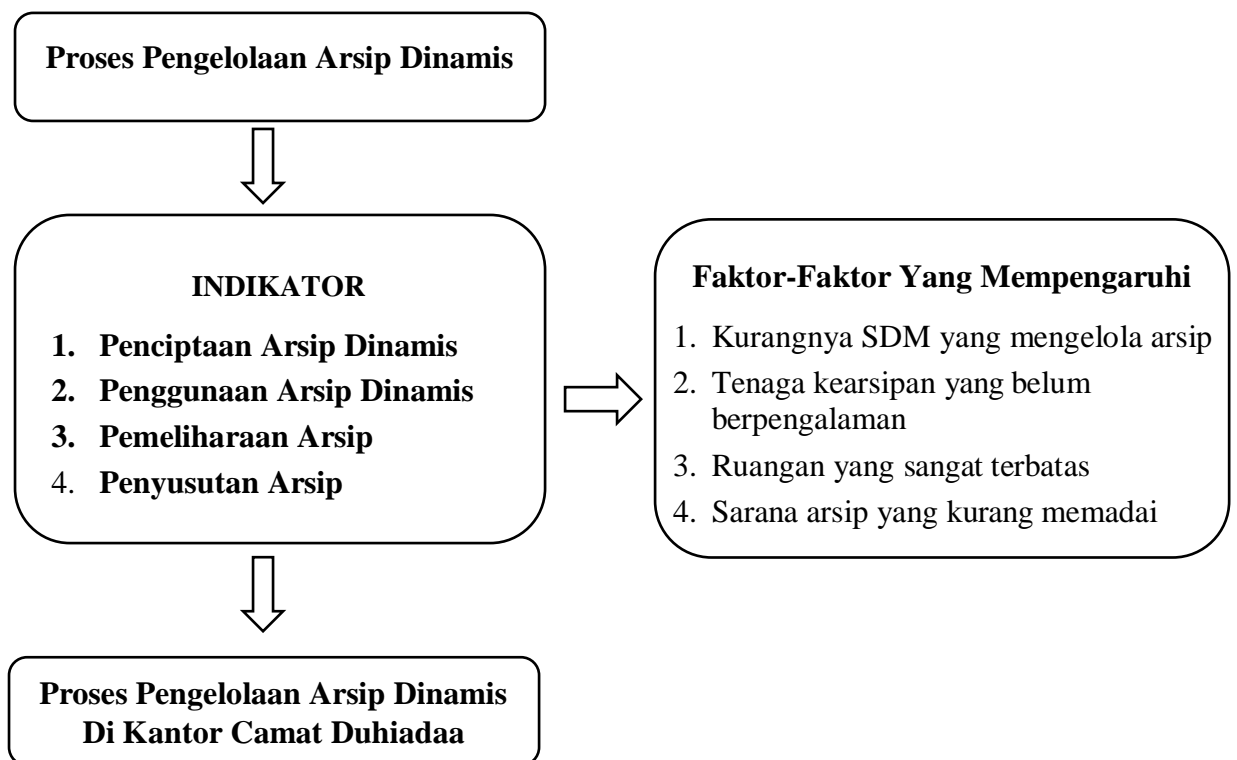 Proses Pengelolaan Arsip Dinamis
INDIKATOR
1. Penciptaan Arsip Dinamis
2. Penggunaan Arsip Dinamis
3. Pemeliharaan Arsip
4. Penyusutan Arsip
Faktor-Faktor Yang Mempengaruhi
1. Kurangnya SDM yang mengelola arsip
2. Tenaga kearsipan yang belum
berpengalaman
3. Ruangan yang sangat terbatas
4. Sarana arsip yang kurang memadai
Proses Pengelolaan Arsip Dinamis
Di Kantor Camat Duhiadaa